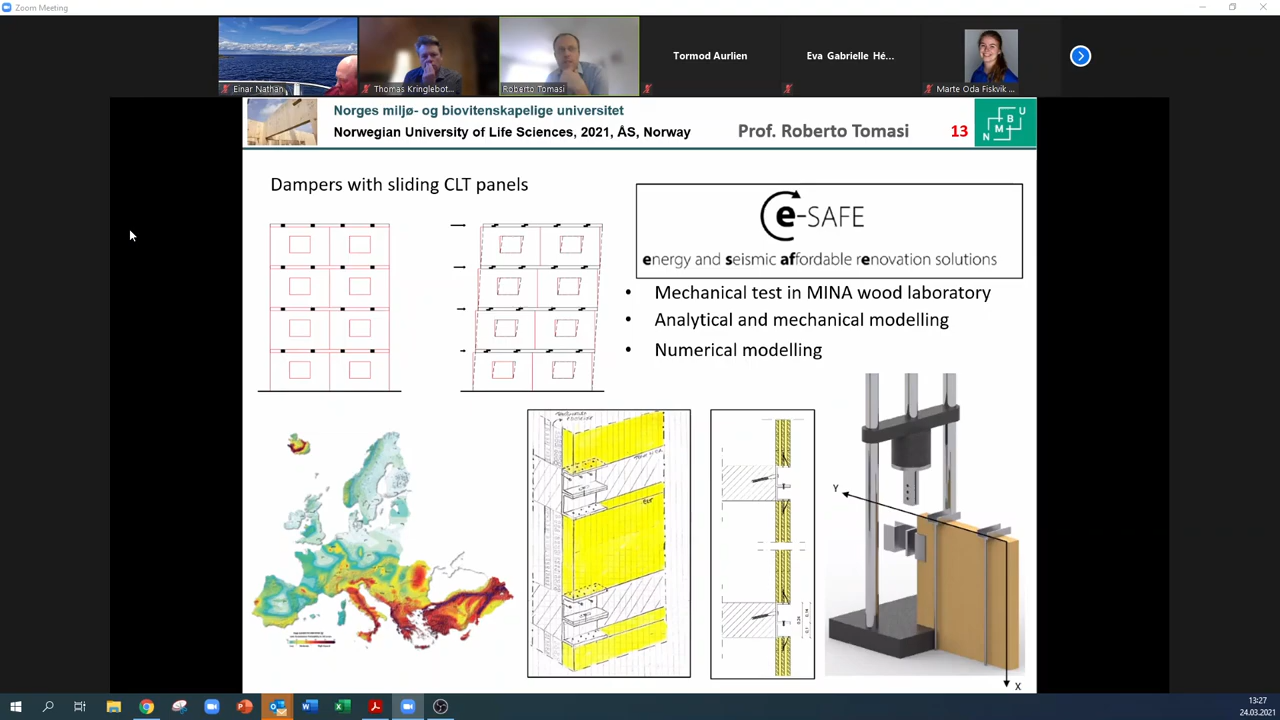 Zoom Meeting
Einar Nathan
Thomas Kringlebot...
Roberto Tomasi
Tormod Aurlien
Eva Gabrielle Hé...
Marte Oda Fiskvik ...
Norges miljø- og biovitenskapelige universitet
Norwegian University of Life Sciences, 2021, ÅS, Norway
Prof. Roberto Tomasi
13
N M B U
Dampers with sliding CLT panels
e-SAFE
energy and seismic affordable renovation solutions
• Mechanical test in MINA wood laboratory
• Analytical and mechanical modelling
• Numerical modelling
Y
X
13:27
24.03.2021